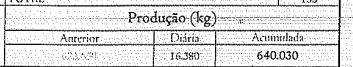 Produção (kg)
Anterior Diária Acumulada
16.380 640.030